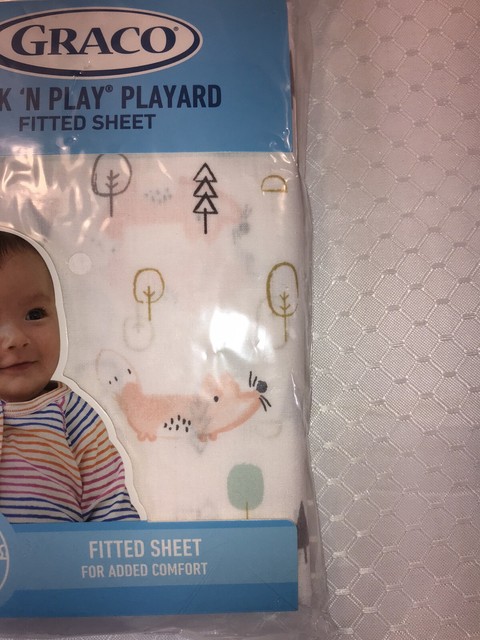 GRACO
K 'N PLAY® PLAYARD
FITTED SHEET
FITTED SHEET
FOR ADDED COMFORT